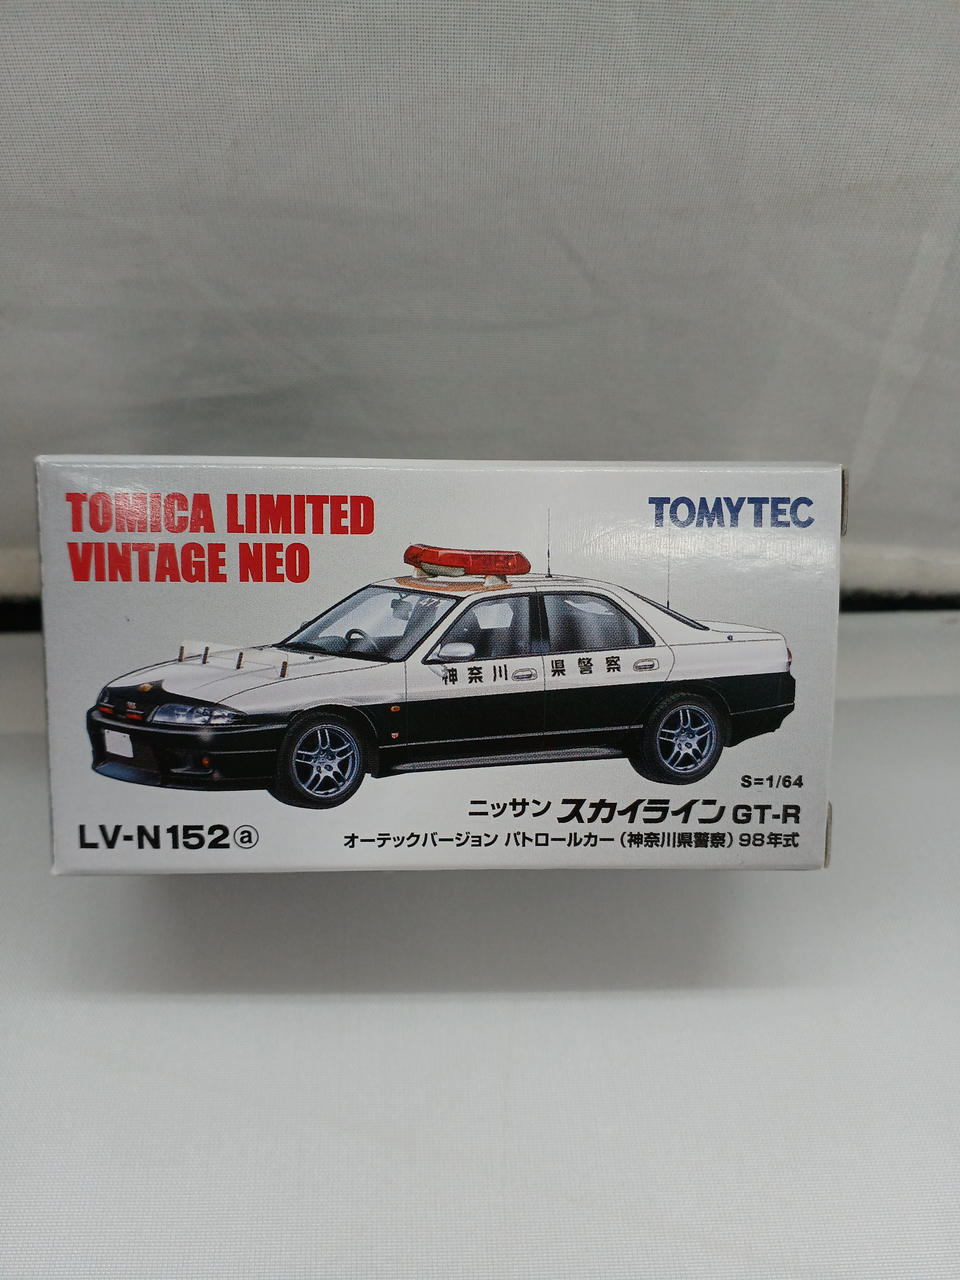 TOMICA LIMITED
VINTAGE NEO
TOMYTEC
神奈川県警察
S=1/64
ニッサン スカイライン GT-R
LV-N152ⓐ
オーテックバージョン パトロールカー (神奈川県警察) 98年式